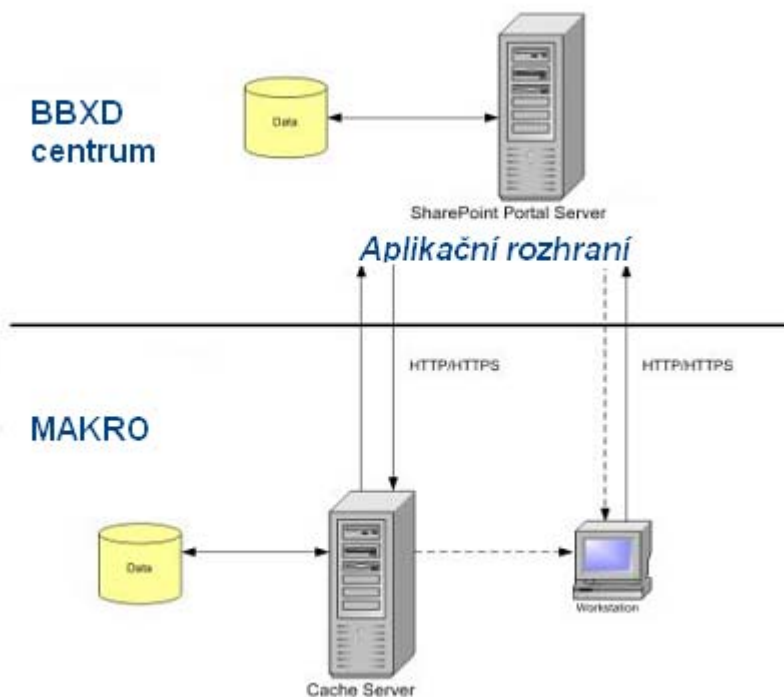 BBXD
centrum
Data
SharePoint Portal Server
Aplikační rozhraní
HTTP/HTTPS
HTTP/HTTPS
MAKRO
Data
Workstation
Cache Server